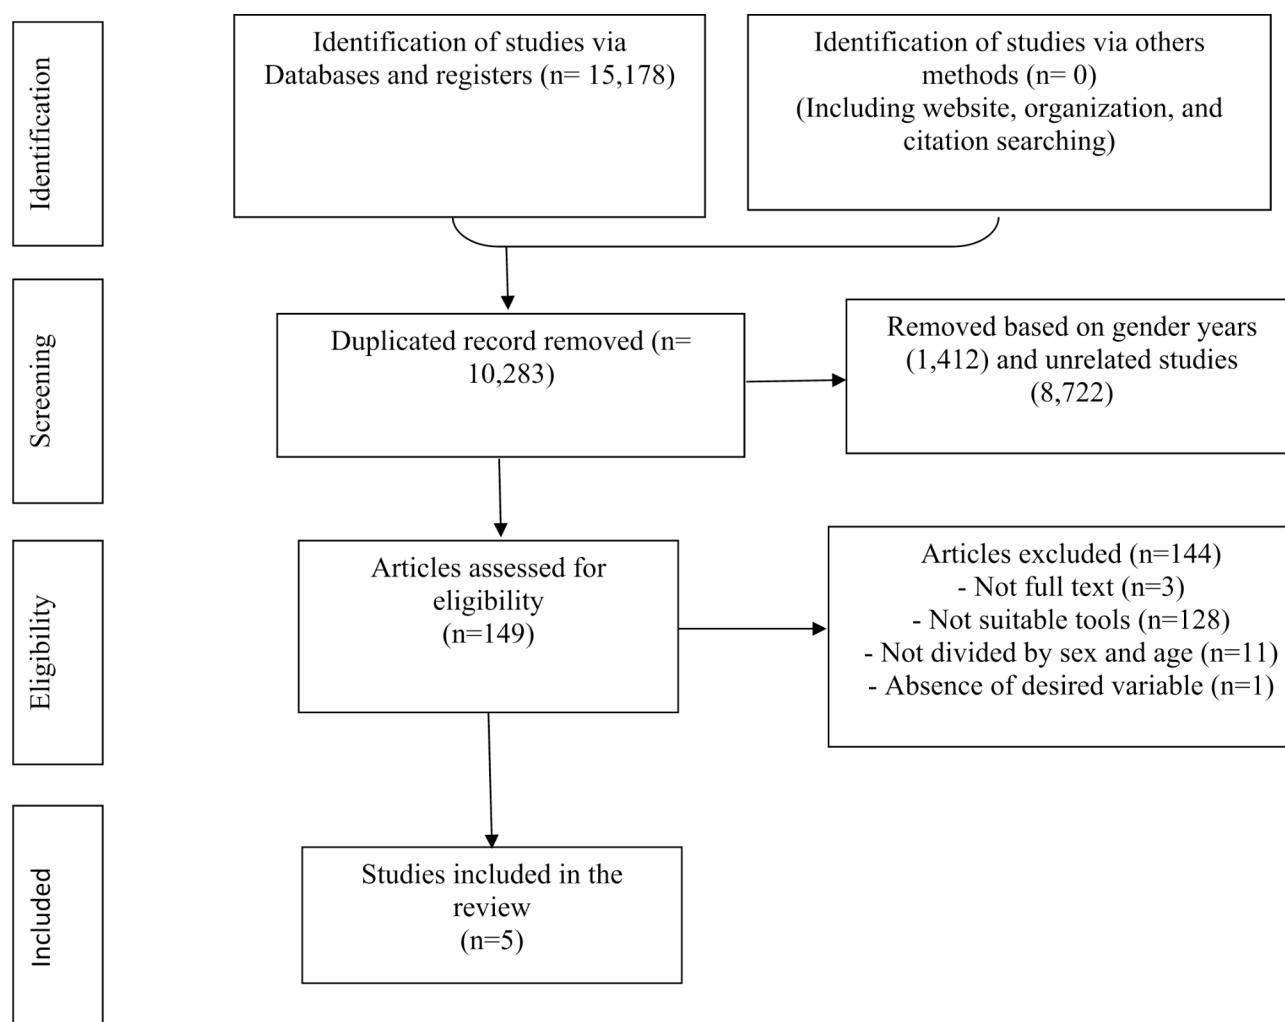 Identification
Identification of studies via
Databases and registers (n= 15,178)
Identification of studies via others
methods (n= 0)
(Including website, organization, and
citation searching)
Screening
Duplicated record removed (n=
10,283)
Removed based on gender years
(1,412) and unrelated studies
(8,722)
Eligibility
Articles assessed for
eligibility
(n=149)
Articles excluded (n=144)
- Not full text (n=3)
- Not suitable tools (n=128)
- Not divided by sex and age (n=11)
- Absence of desired variable (n=1)
Included
Studies included in the
review
(n=5)